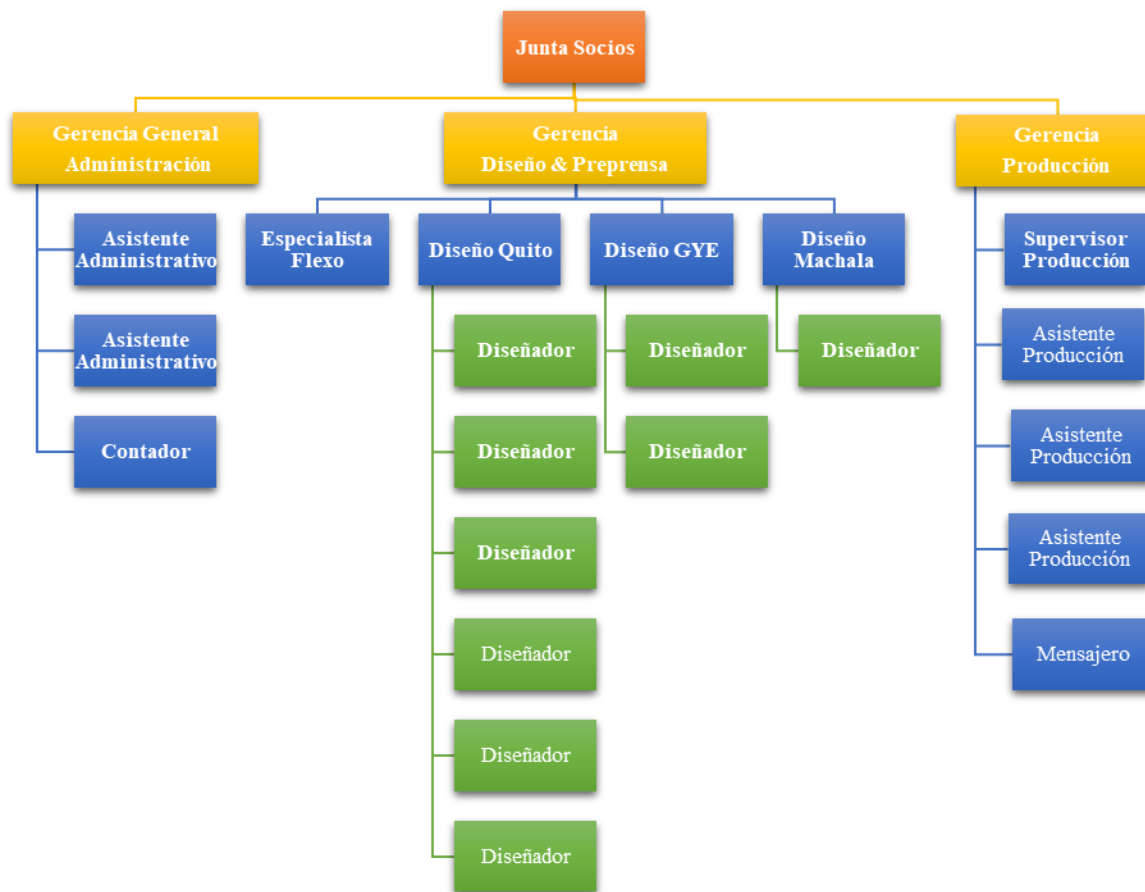 Junta Socios
Gerencia General
Administración
Gerencia
Diseño & Preprensa
Gerencia
Producción
Asistente
Administrativo
Especialista
Flexo
Diseño Quito
Diseño GYE
Diseño
Machala
Supervisor
Producción
Asistente
Administrativo
Diseñador
Diseñador
Diseñador
Asistente
Producción
Contador
Diseñador
Diseñador
Asistente
Producción
Diseñador
Asistente
Producción
Diseñador
Mensajero
Diseñador
Diseñador